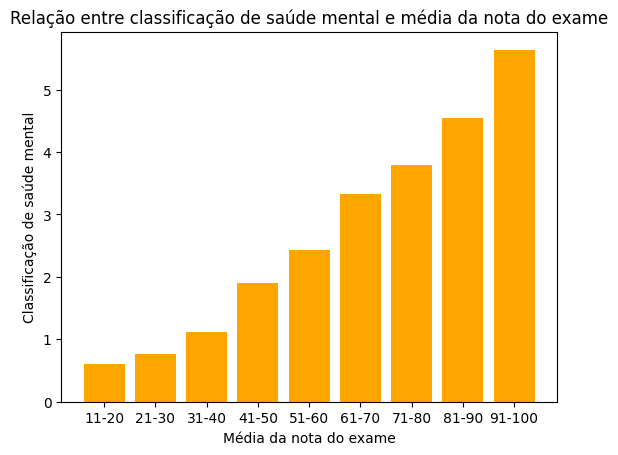 Relação entre classificação de saúde mental e média da nota do exame
Classificação de saúde mental
5
4
3
2
1
0
11-20 21-30 31-40 41-50 51-60 61-70 71-80 81-90 91-100
Média da nota do exame